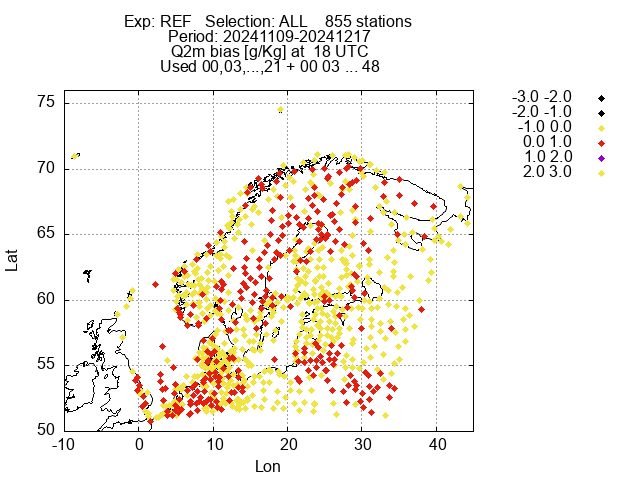 Exp: REF   Selection: ALL    855 stations
Period: 20241109-20241217
Q2m bias [g/Kg] at  18 UTC
Used 00,03,...,21 + 00 03 ... 48
-3.0 -2.0
-2.0 -1.0
-1.0 0.0
0.0 1.0
1.0 2.0
2.0 3.0
75
70
65
60
55
50
Lat
-10 0 10 20 30 40
Lon